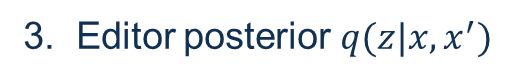 3. Editor posterior q(z|x, x′)